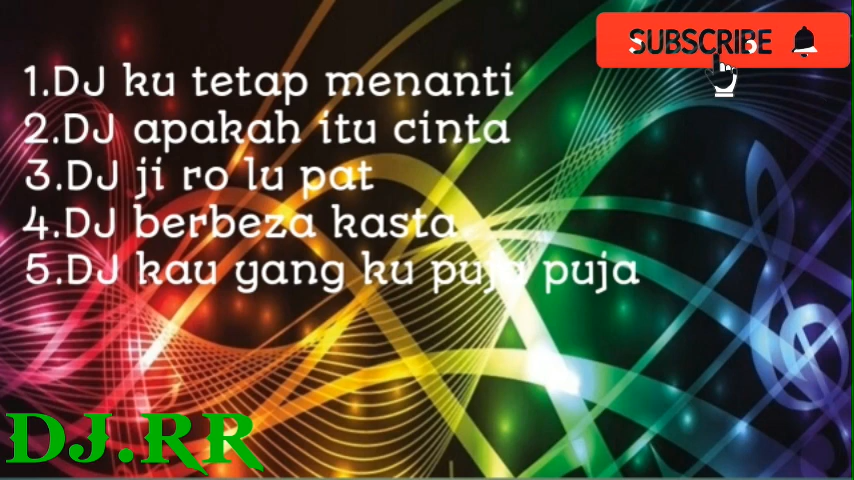 SUBSCRIBE
1.DJ ku tetap menanti
2.DJ apakah itu cinta
3.DJ ji ro lu pat
4.DJ berbeza kasta
5.DJ kau yang ku puja puja
DJ.RR